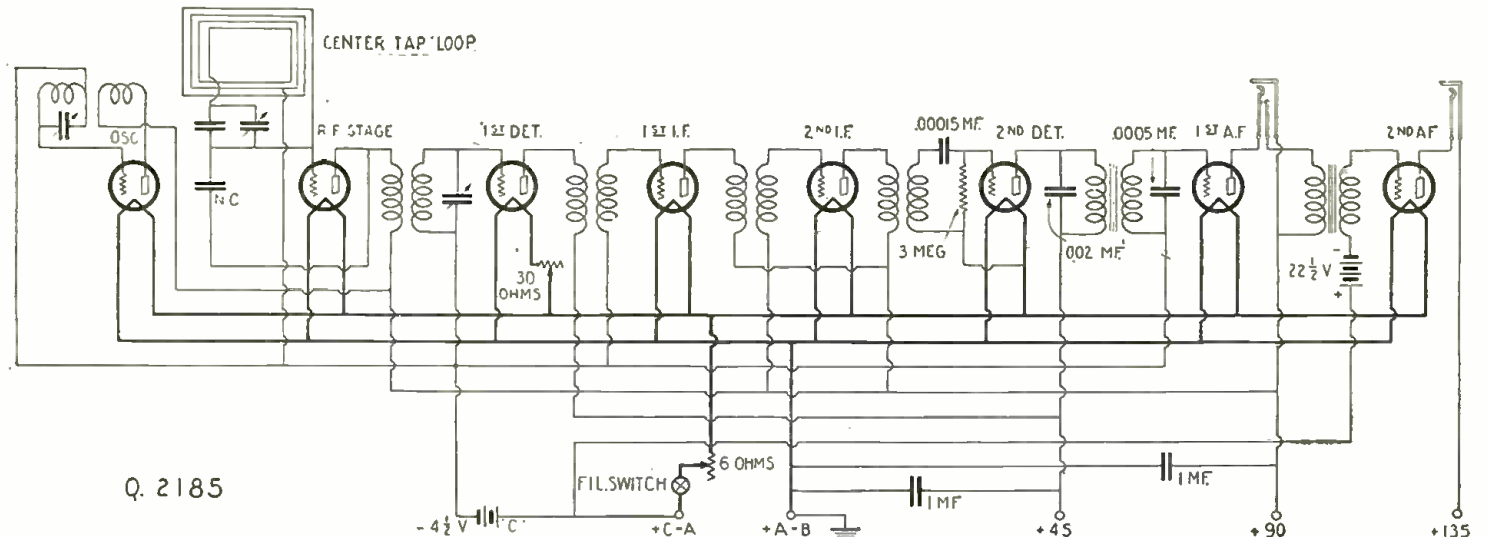 CENTER TAP LOOP
OSC
R.F. STAGE
1ST DET.
1ST I.F.
2ND I.F.
.00015 MF.
2ND DET.
.0005 MF.
1ST A.F.
2ND A.F.
N C
30
OHMS
3 MEG
.002 MF.
22½ V
-
+
6 OHMS
FIL. SWITCH
1 MF.
1 MF.
Q. 2185
- 4½ V "C"
+C-A
+A-B
+45
+90
+135